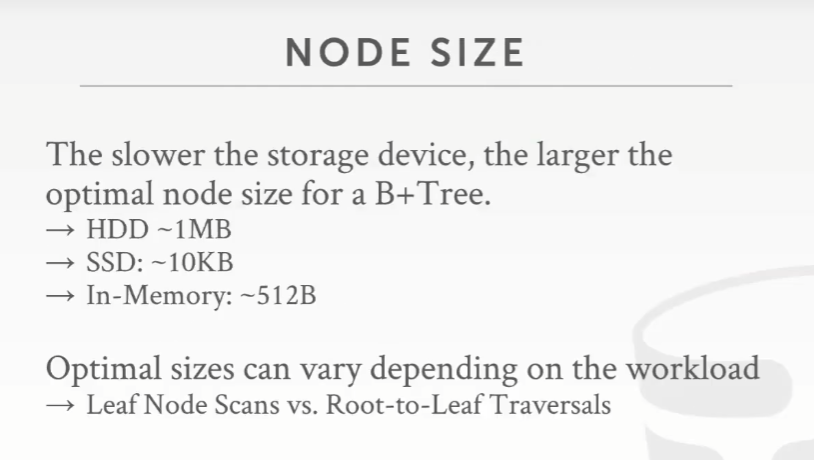 NODE SIZE
The slower the storage device, the larger the
optimal node size for a B+Tree.
→ HDD ~1MB
→ SSD: ~10KB
→ In-Memory: ~512B
Optimal sizes can vary depending on the workload
→ Leaf Node Scans vs. Root-to-Leaf Traversals